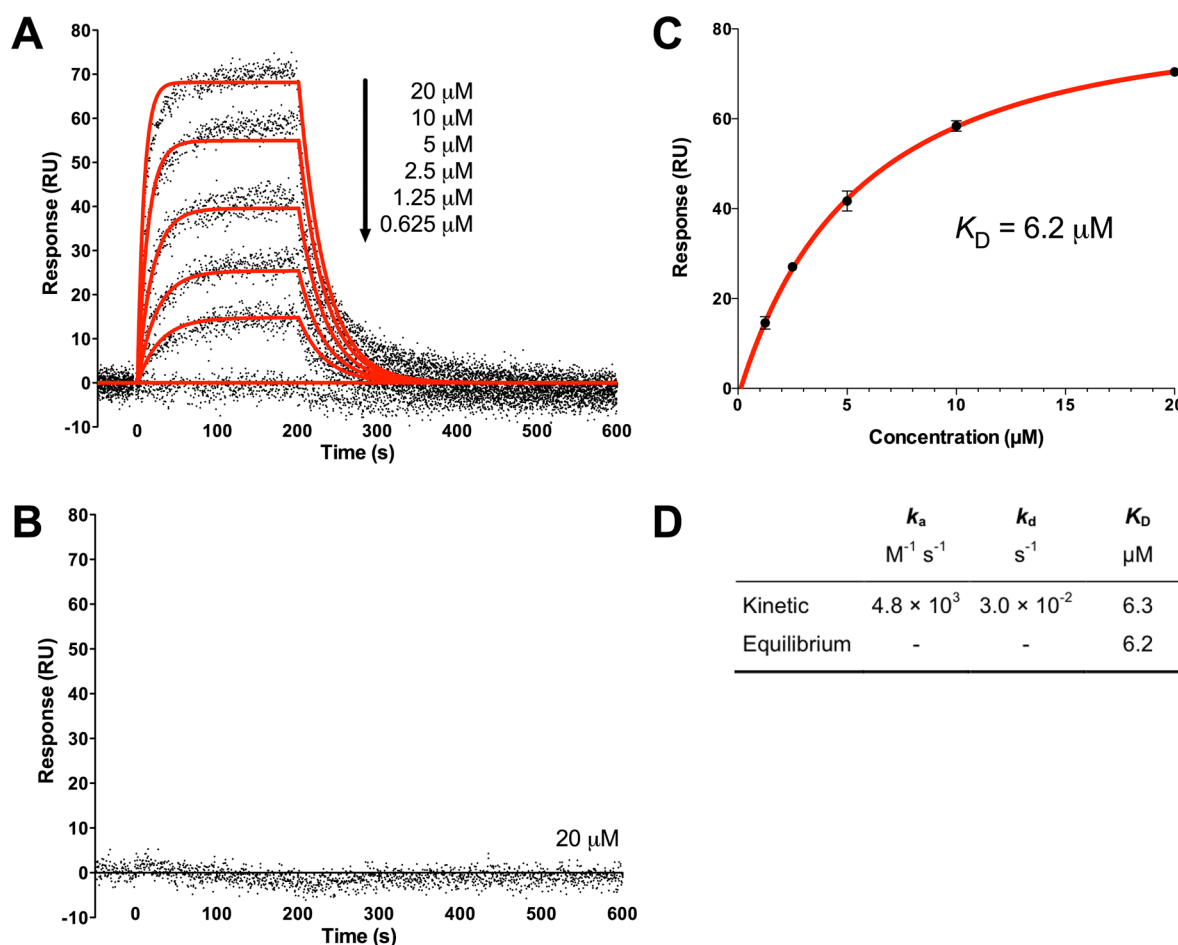 A
80
70
60
50
40
30
20
10
0
-10
Response (RU)
0 100 200 300 400 500 600
Time (s)
20 µM
10 µM
5 µM
2.5 µM
1.25 µM
0.625 µM
C
80
60
40
20
0
Response (RU)
0 5 10 15 20
Concentration (µM)
K_D = 6.2 µM
B
80
70
60
50
40
30
20
10
0
-10
Response (RU)
0 100 200 300 400 500 600
Time (s)
20 µM
D
kₐ k_d K_D
M⁻¹ s⁻¹ s⁻¹ µM
Kinetic 4.8 × 10³ 3.0 × 10⁻² 6.3
Equilibrium - - 6.2